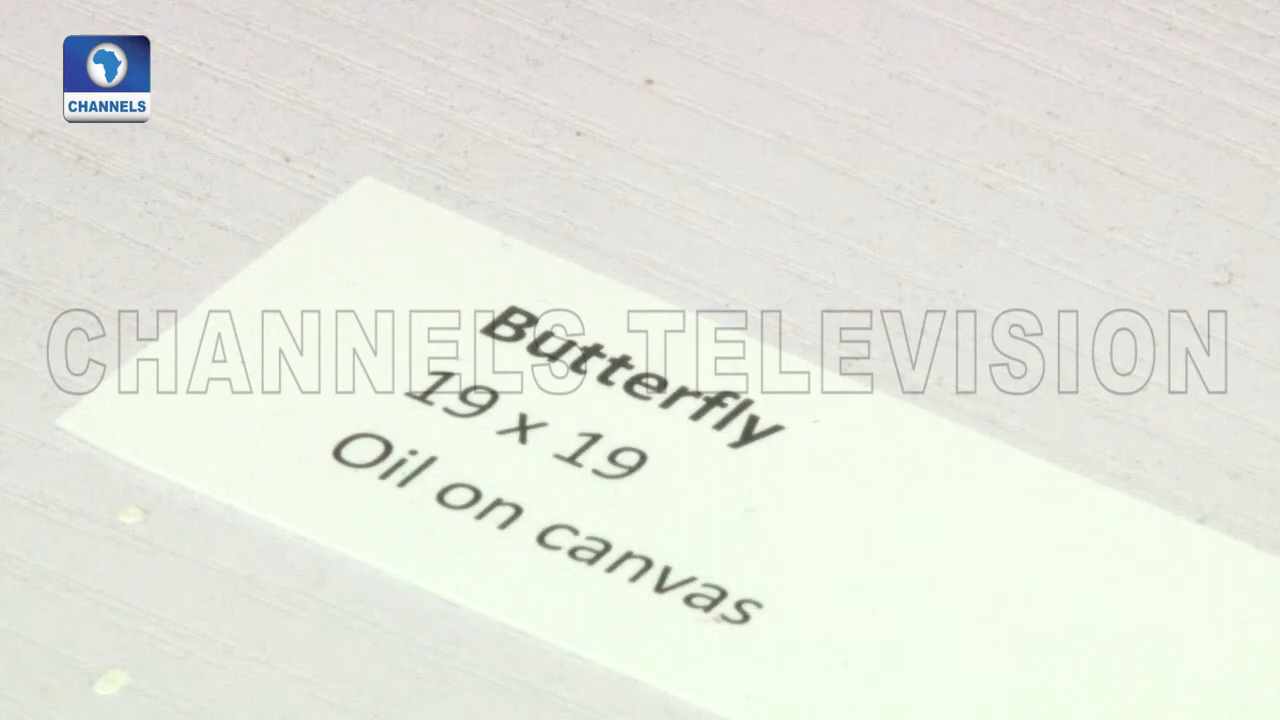 CHANNELS
CHANNELS TELEVISION
Butterfly
19 x 19
Oil on canvas